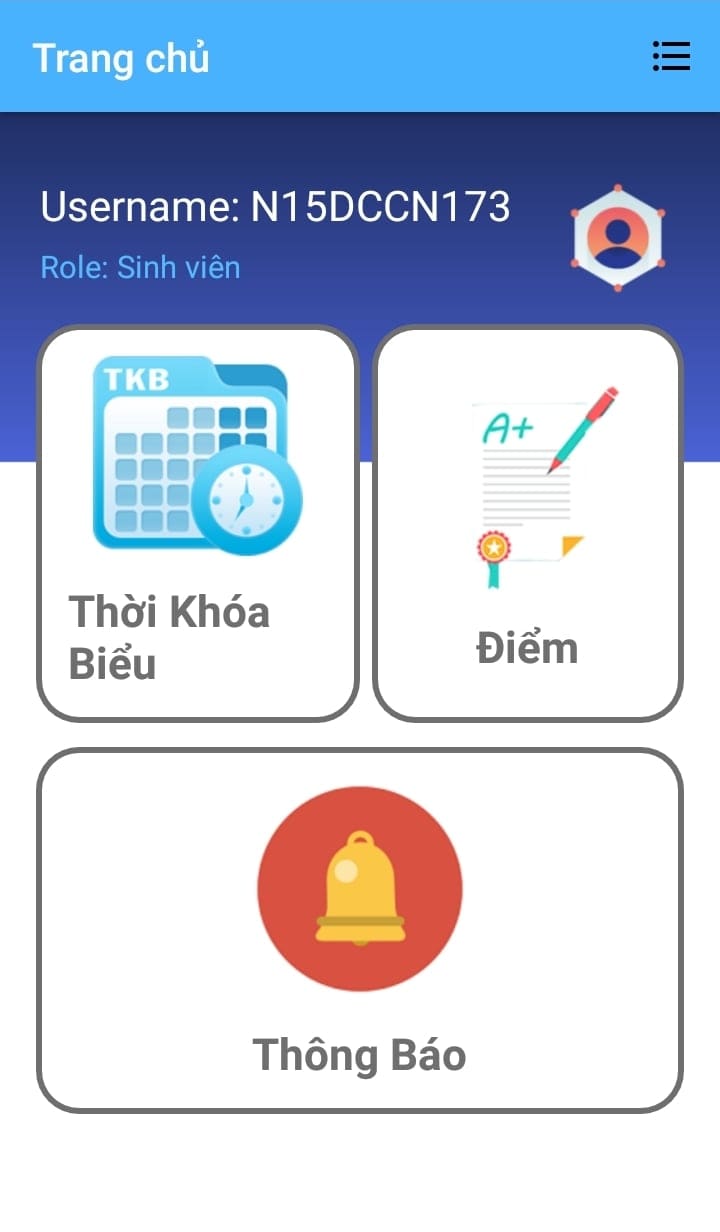 Trang chủ
Username: N15DCCN173
Role: Sinh viên
TKB
A+
Thời Khóa
Biểu
Điểm
Thông Báo